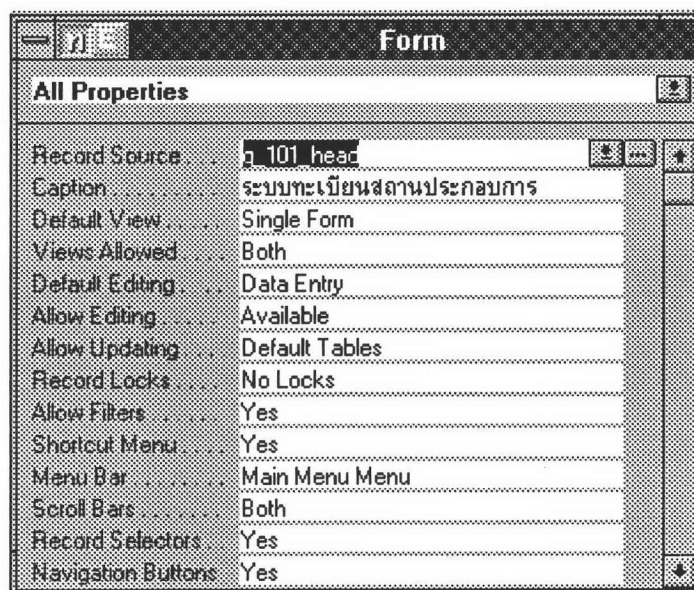 Form
All Properties
Record Source . . . q_101_head
Caption . . . . . . . . . ระบบทะเบียนสถานประกอบการ
Default View . . . . . Single Form
Views Allowed . . . . Both
Default Editing . . . . Data Entry
Allow Editing . . . . . Available
Allow Updating . . . Default Tables
Record Locks . . . . No Locks
Allow Filters . . . . . Yes
Shortcut Menu . . . . Yes
Menu Bar . . . . . . . Main Menu Menu
Scroll Bars . . . . . . Both
Record Selectors . . Yes
Navigation Buttons Yes